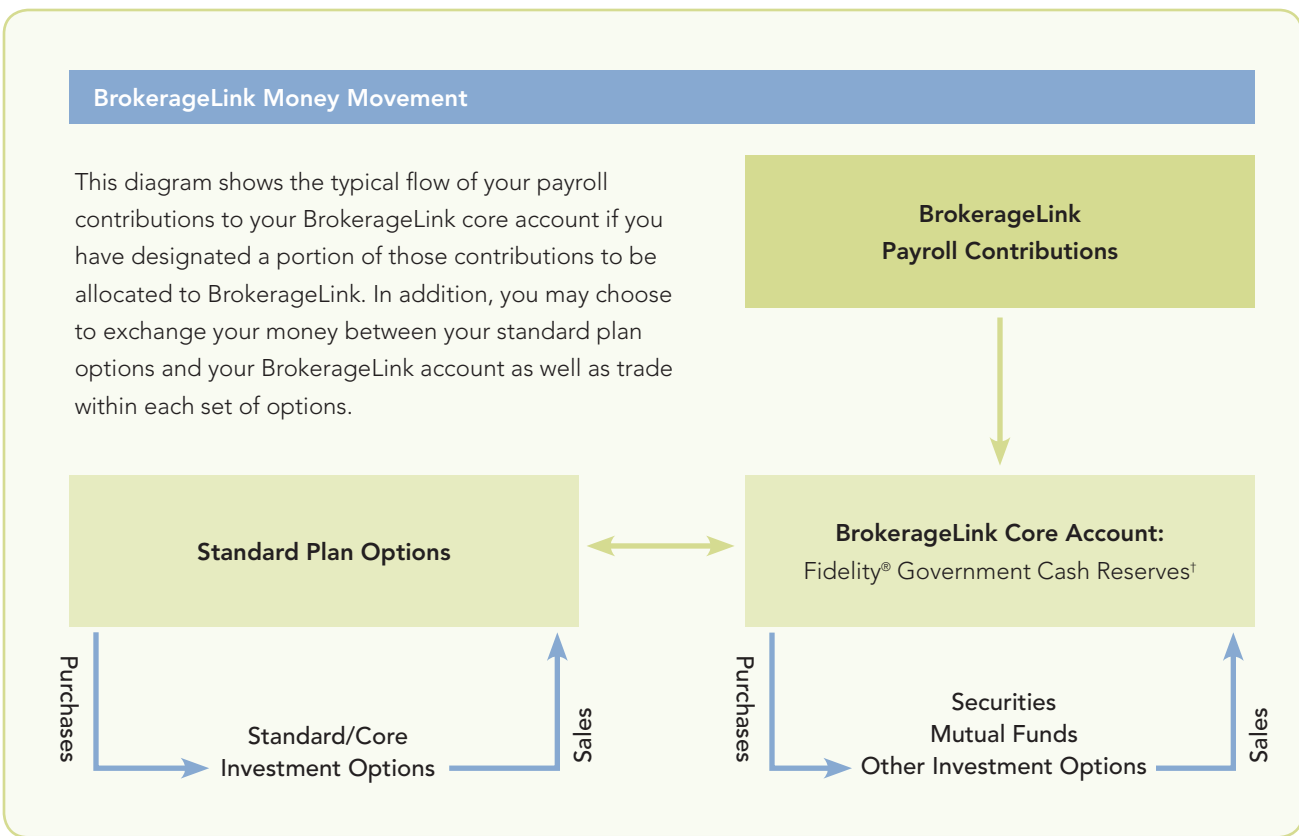 BrokerageLink Money Movement
This diagram shows the typical flow of your payroll
contributions to your BrokerageLink core account if you
have designated a portion of those contributions to be
allocated to BrokerageLink. In addition, you may choose
to exchange your money between your standard plan
options and your BrokerageLink account as well as trade
within each set of options.
BrokerageLink
Payroll Contributions
Standard Plan Options
BrokerageLink Core Account:
Fidelity® Government Cash Reserves†
Purchases
Standard/Core
Investment Options
Sales
Purchases
Securities
Mutual Funds
Other Investment Options
Sales